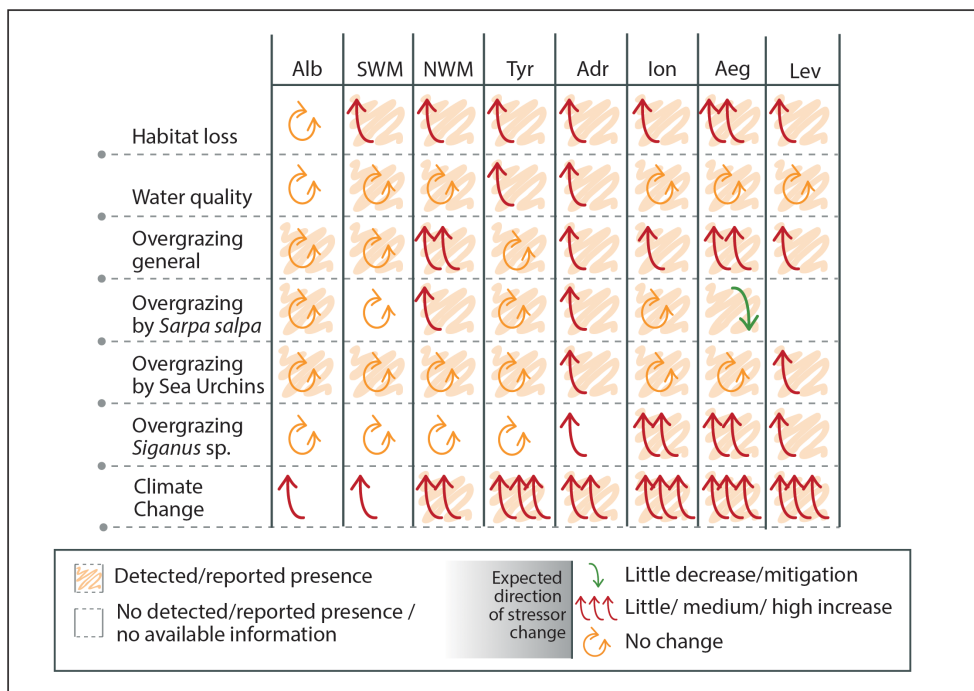 Alb SWM NWM Tyr Adr Ion Aeg Lev
Habitat loss
Water quality
Overgrazing
general
Overgrazing
by Sarpa salpa
Overgrazing
by Sea Urchins
Overgrazing
Siganus sp.
Climate
Change
Detected/reported presence
No detected/reported presence /
no available information
Expected
direction
of stressor
change
Little decrease/mitigation
Little/ medium/ high increase
No change